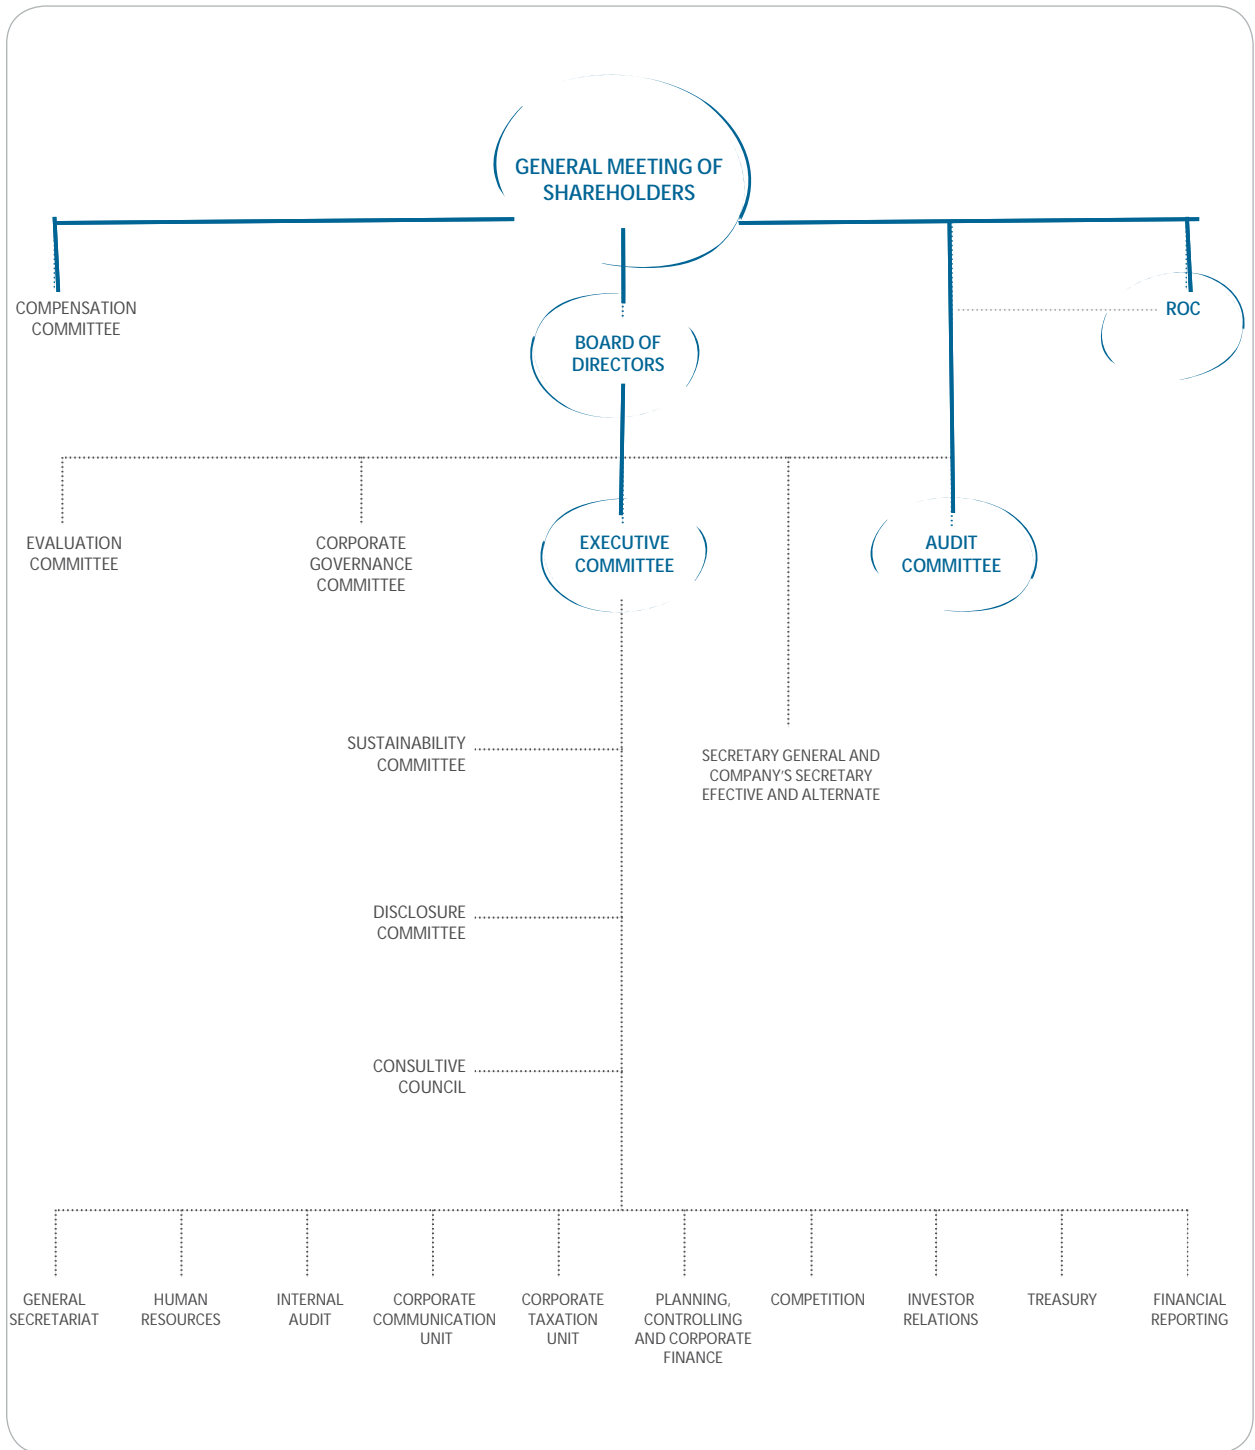 GENERAL MEETING OF
SHAREHOLDERS
COMPENSATION
COMMITTEE
ROC
BOARD OF
DIRECTORS
EVALUATION
COMMITTEE
CORPORATE
GOVERNANCE
COMMITTEE
EXECUTIVE
COMMITTEE
AUDIT
COMMITTEE
SUSTAINABILITY
COMMITTEE
SECRETARY GENERAL AND
COMPANY'S SECRETARY
EFECTIVE AND ALTERNATE
DISCLOSURE
COMMITTEE
CONSULTIVE
COUNCIL
GENERAL
SECRETARIAT
HUMAN
RESOURCES
INTERNAL
AUDIT
CORPORATE
COMMUNICATION
UNIT
CORPORATE
TAXATION
UNIT
PLANNING,
CONTROLLING
AND CORPORATE
FINANCE
COMPETITION
INVESTOR
RELATIONS
TREASURY
FINANCIAL
REPORTING